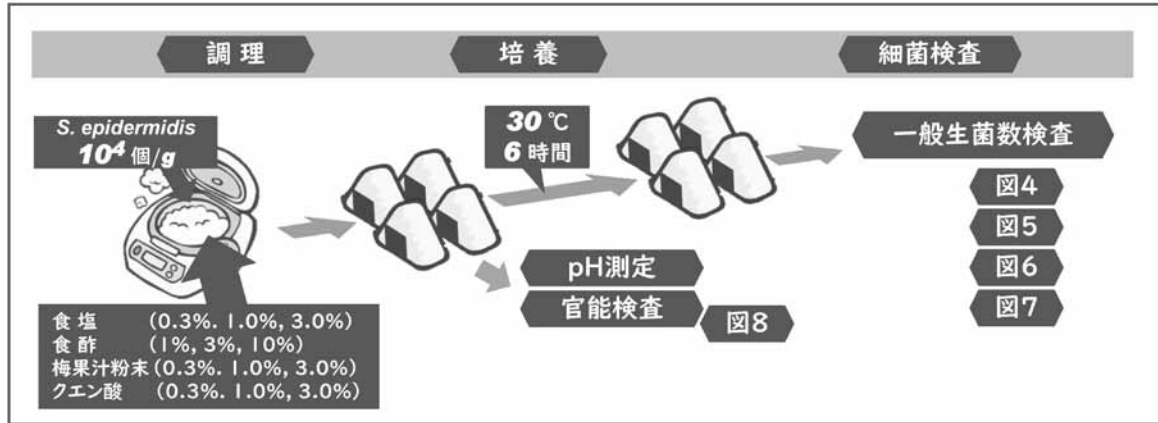 調理
培養
細菌検査
S. epidermidis
10⁴ 個/g
30 ℃
6 時間
一般生菌数検査
図4
図5
図6
図7
pH測定
官能検査
図8
食塩 (0.3%. 1.0%, 3.0%)
食酢 (1%, 3%, 10%)
梅果汁粉末 (0.3%. 1.0%, 3.0%)
クエン酸 (0.3%. 1.0%, 3.0%)